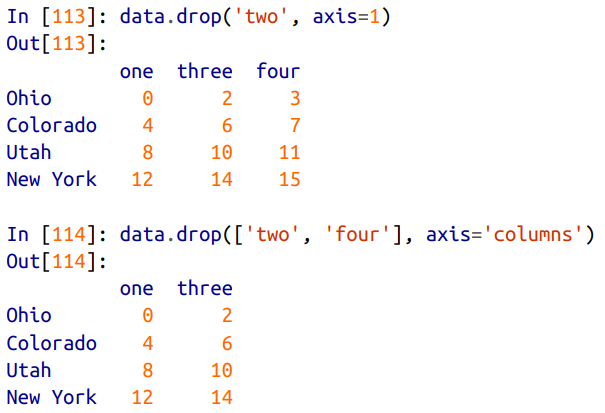 In [113]: data.drop('two', axis=1)
Out[113]:
          one  three  four
Ohio        0      2     3
Colorado    4      6     7
Utah        8     10    11
New York   12     14    15
In [114]: data.drop(['two', 'four'], axis='columns')
Out[114]:
          one  three
Ohio        0      2
Colorado    4      6
Utah        8     10
New York   12     14